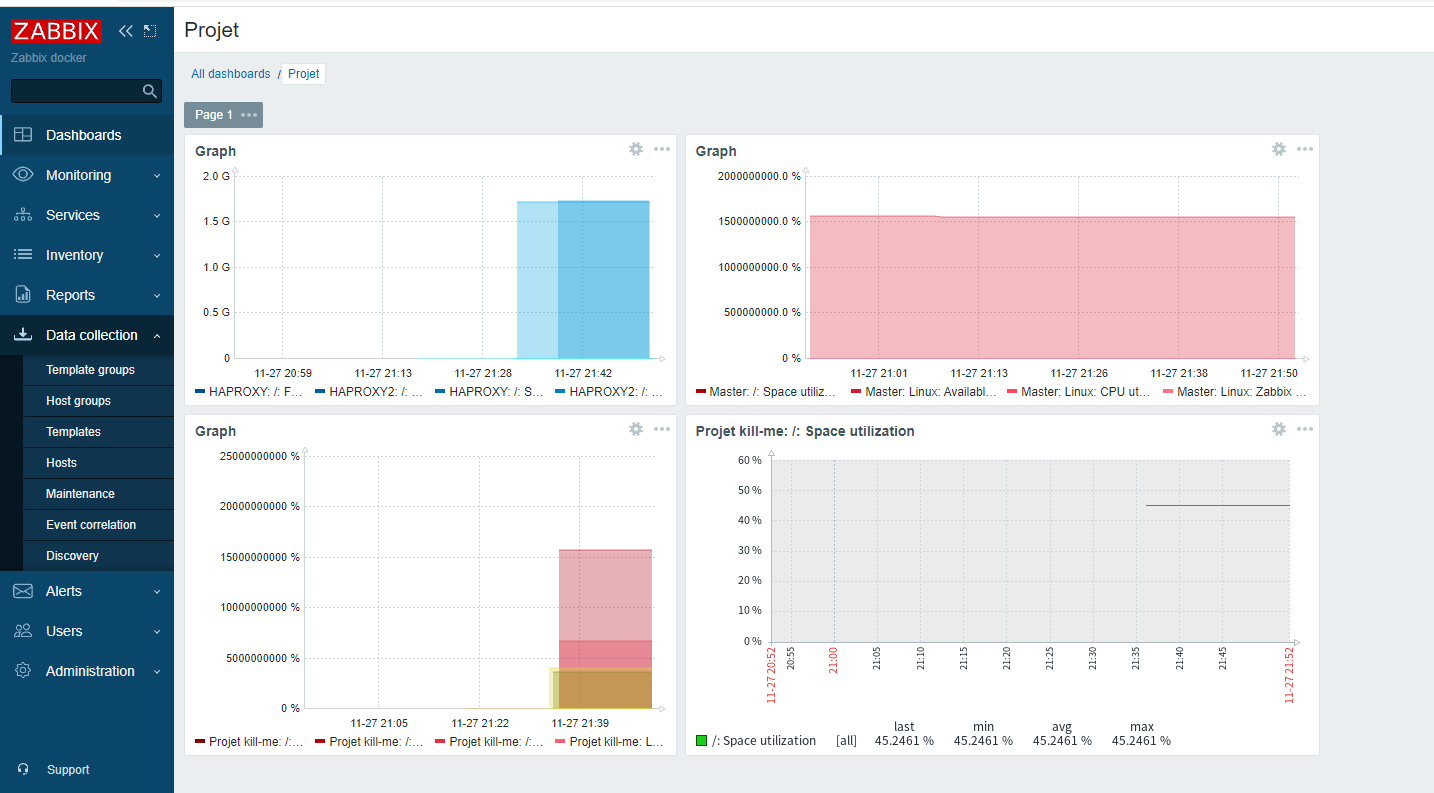 ZABBIX
Zabbix docker
Dashboards
Monitoring
Services
Inventory
Reports
Data collection
Template groups
Host groups
Templates
Hosts
Maintenance
Event correlation
Discovery
Alerts
Users
Administration
Support
Projet
All dashboards / Projet
Page 1
Graph
2.0 G
1.5 G
1.0 G
0.5 G
0
11-27 20:59 11-27 21:13 11-27 21:28 11-27 21:42
HAPROXY: /: F... HAPROXY2: /: ... HAPROXY: /: S... HAPROXY2: /: ...
Graph
2000000000.0 %
1500000000.0 %
1000000000.0 %
500000000.0 %
0 %
11-27 21:01 11-27 21:13 11-27 21:26 11-27 21:38 11-27 21:50
Master: /: Space utiliz... Master: Linux: Availabl... Master: Linux: CPU ut... Master: Linux: Zabbix ...
Graph
25000000000 %
20000000000 %
15000000000 %
10000000000 %
5000000000 %
0 %
11-27 21:05 11-27 21:22 11-27 21:39
Projet kill-me: /:... Projet kill-me: /:... Projet kill-me: /:... Projet kill-me: L...
Projet kill-me: /: Space utilization
60 %
50 %
40 %
30 %
20 %
10 %
0 %
11-27 20:52 20:55 21:00 21:05 21:10 21:15 21:20 21:25 21:30 21:35 21:40 21:45 11-27 21:52
last min avg max
/: Space utilization [all] 45.2461 % 45.2461 % 45.2461 % 45.2461 %